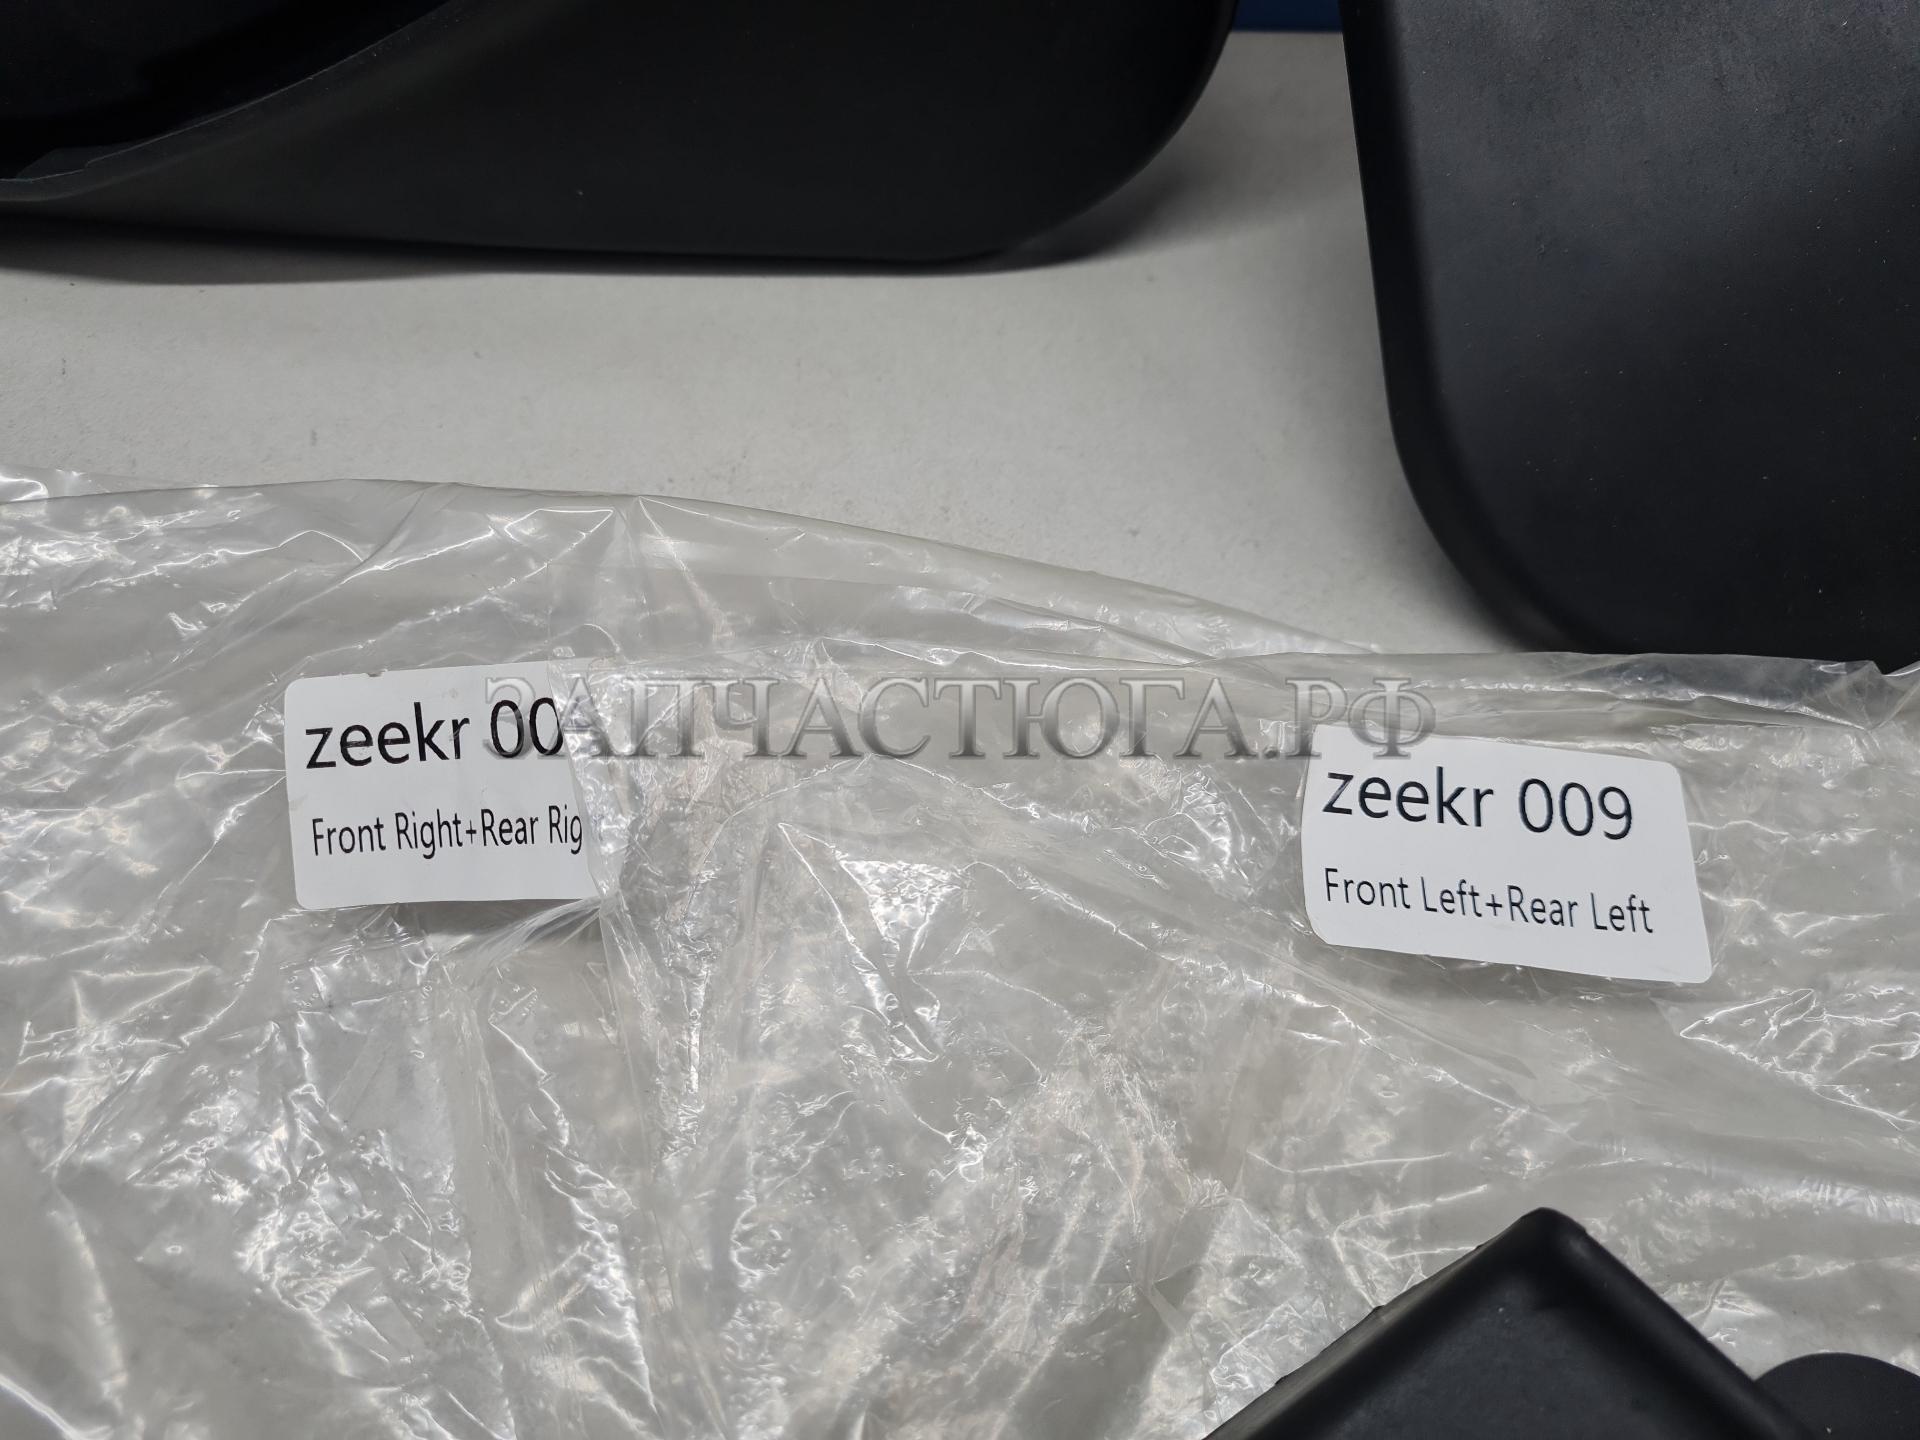 zeekr 00
Front Right+Rear Rig
ЗАПЧАСТЮГА.РФ
zeekr 009
Front Left+Rear Left